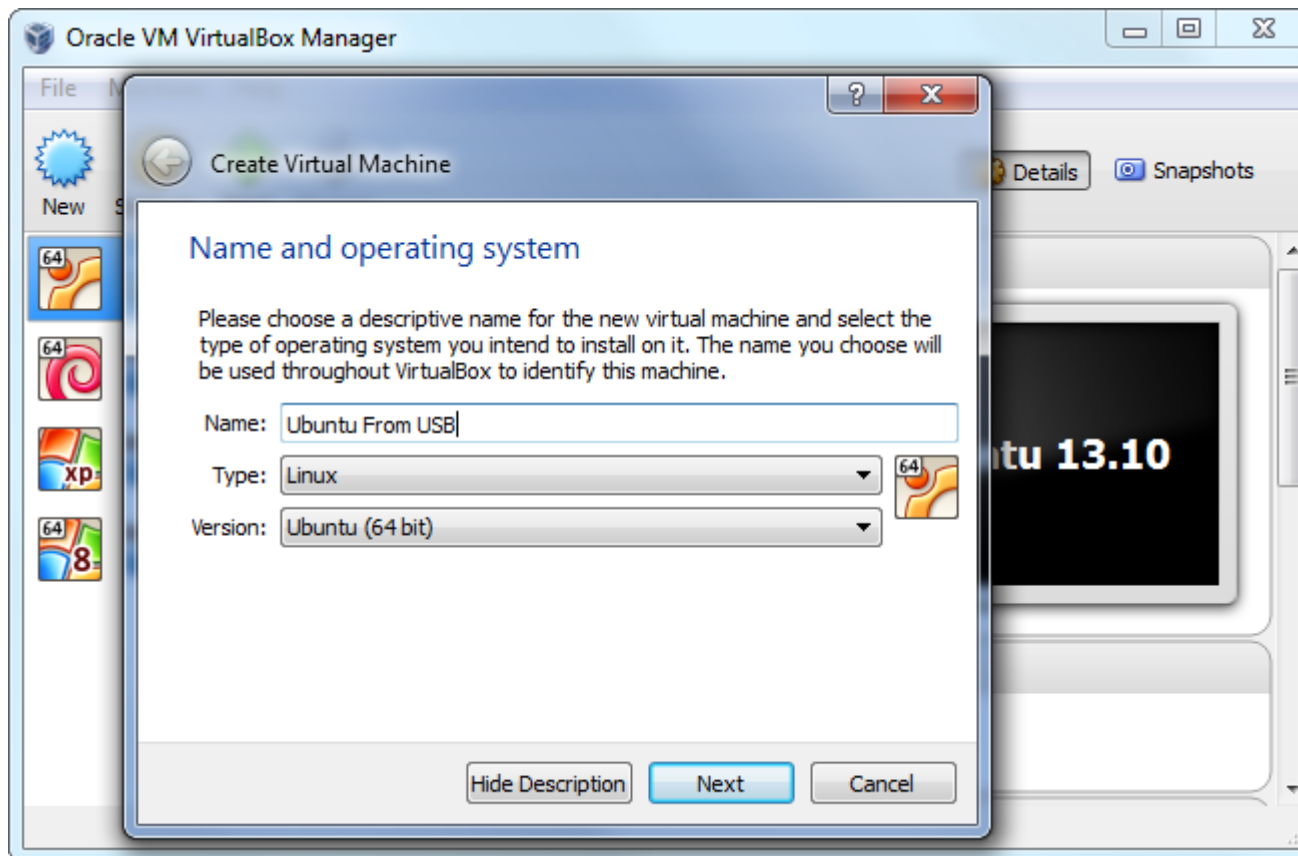 Oracle VM VirtualBox Manager
File
Create Virtual Machine
New
Details
Snapshots
Name and operating system
Please choose a descriptive name for the new virtual machine and select the
type of operating system you intend to install on it. The name you choose will
be used throughout VirtualBox to identify this machine.
Name: Ubuntu From USB
Type: Linux
64
Version: Ubuntu (64 bit)
64
64
xp
64
8
tu 13.10
Hide Description
Next
Cancel